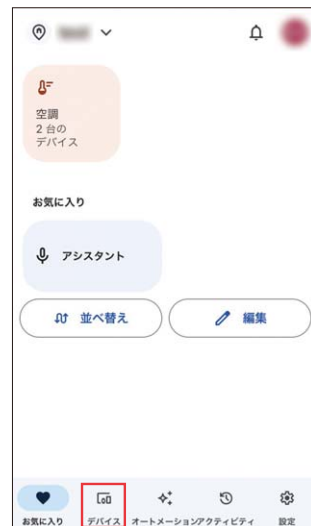 空調
2 台の
デバイス
お気に入り
アシスタント
並べ替え
編集
お気に入り
デバイス
オートメーション
アクティビティ
設定